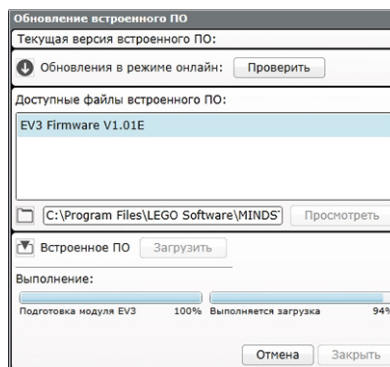 Обновление встроенного ПО
Текущая версия встроенного ПО:
Обновления в режиме онлайн: Проверить
Доступные файлы встроенного ПО:
EV3 Firmware V1.01E
C:\Program Files\LEGO Software\MINDS Просмотреть
Встроенное ПО Загрузить
Выполнение:
Подготовка модуля EV3 100% Выполняется загрузка 94%
Отмена Закрыть